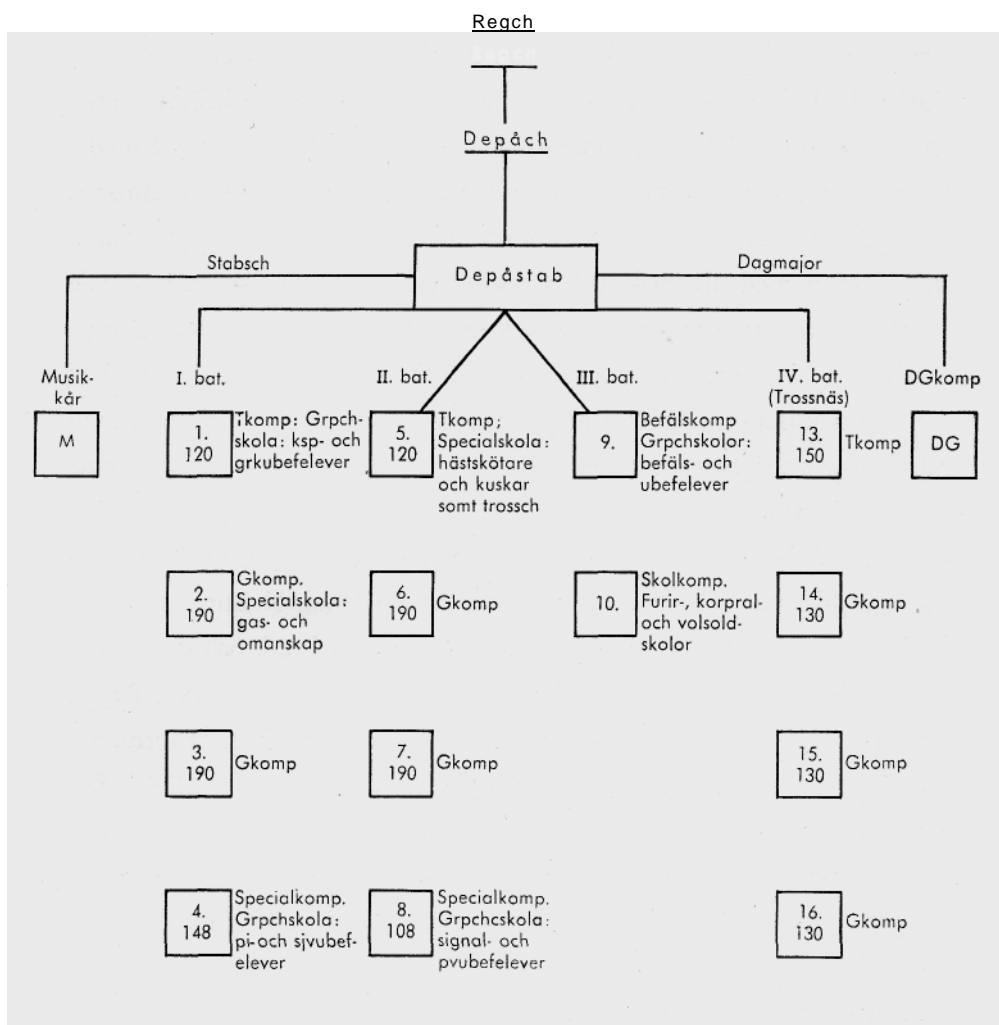 Regch
Depåch
Stabsch
Depåstab
Dagmajor
Musik-
kår
M
I. bat.
1.
120
Tkomp: Grpch-
skola: ksp- och
grkubefelever
2.
190
Gkomp.
Specialskola:
gas- och
omanskap
3.
190
Gkomp
4.
148
Specialkomp.
Grpchskola:
pi-och sjvubef-
elever
II. bat.
5.
120
Tkomp;
Specialskola:
hästskötare
och kuskar
somt trossch
6.
190
Gkomp
7.
190
Gkomp
8.
108
Specialkomp.
Grpchcskola:
signal- och
pvubefelever
III. bat.
9.
Befälskomp
Grpchskolor:
befäls- och
ubefelever
10.
Skolkomp.
Furir-, korpral-
och volsold-
skolor
IV. bat.
(Trossnäs)
13.
150
Tkomp
14.
130
Gkomp
15.
130
Gkomp
16.
130
Gkomp
DGkomp
DG